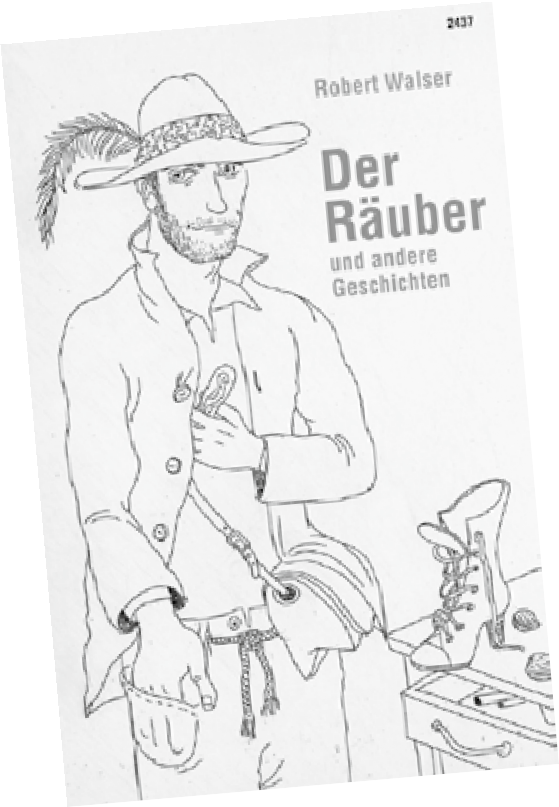 2437
Robert Walser
Der
Räuber
und andere
Geschichten